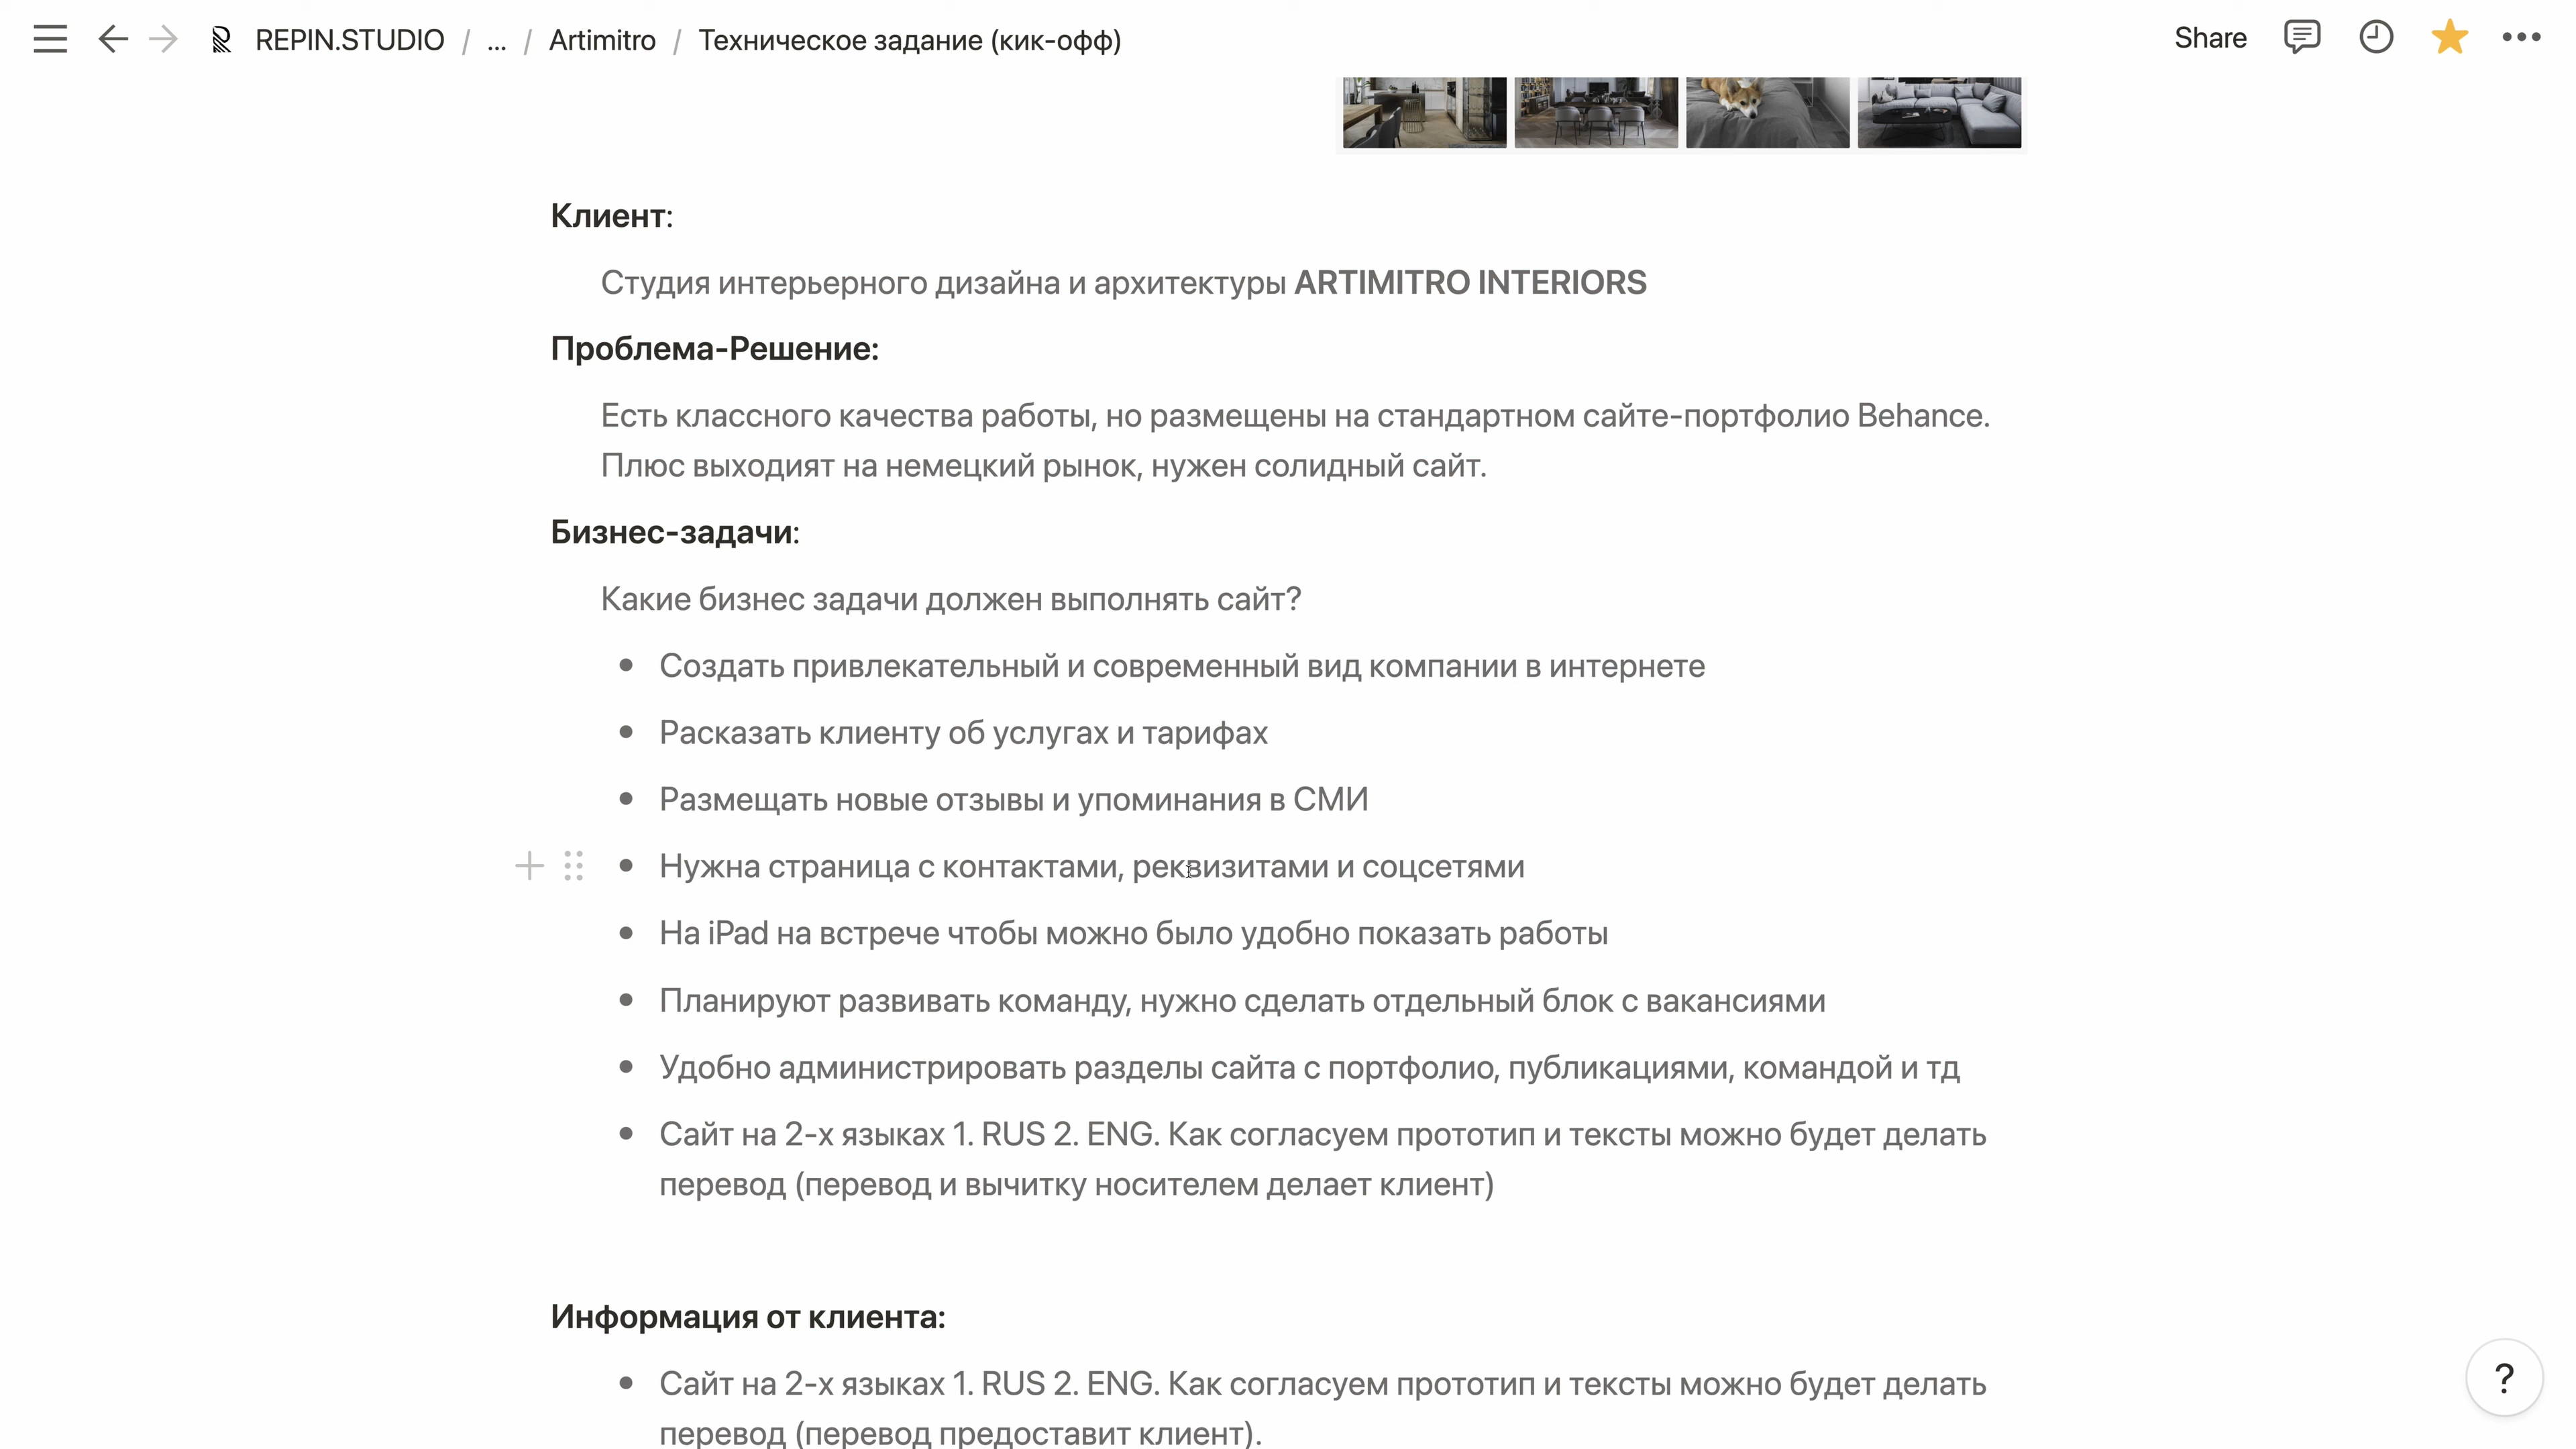 REPIN.STUDIO / ... / Artimitro / Техническое задание (кик-офф)
Share
Клиент:
Студия интерьерного дизайна и архитектуры ARTIMITRO INTERIORS
Проблема-Решение:
Есть классного качества работы, но размещены на стандартном сайте-портфолио Behance.
Плюс выходият на немецкий рынок, нужен солидный сайт.
Бизнес-задачи:
Какие бизнес задачи должен выполнять сайт?
Создать привлекательный и современный вид компании в интернете
Расказать клиенту об услугах и тарифах
Размещать новые отзывы и упоминания в СМИ
Нужна страница с контактами, реквизитами и соцсетями
На iPad на встрече чтобы можно было удобно показать работы
Планируют развивать команду, нужно сделать отдельный блок с вакансиями
Удобно администрировать разделы сайта с портфолио, публикациями, командой и тд
Сайт на 2-х языках 1. RUS 2. ENG. Как согласуем прототип и тексты можно будет делать
перевод (перевод и вычитку носителем делает клиент)
Информация от клиента:
Сайт на 2-х языках 1. RUS 2. ENG. Как согласуем прототип и тексты можно будет делать
перевод (перевод предоставит клиент).
?